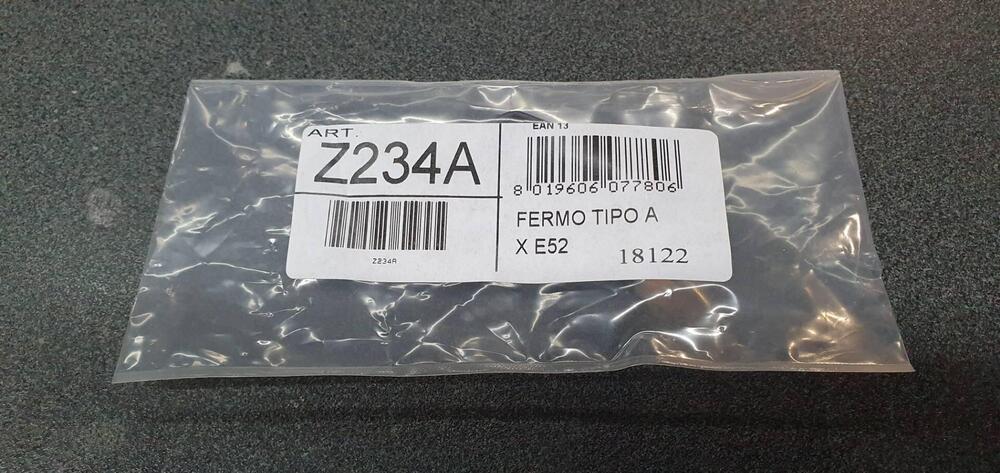 ART.
Z234A
Z234A
EAN 13
8 019606 077806
FERMO TIPO A
X E52
18122